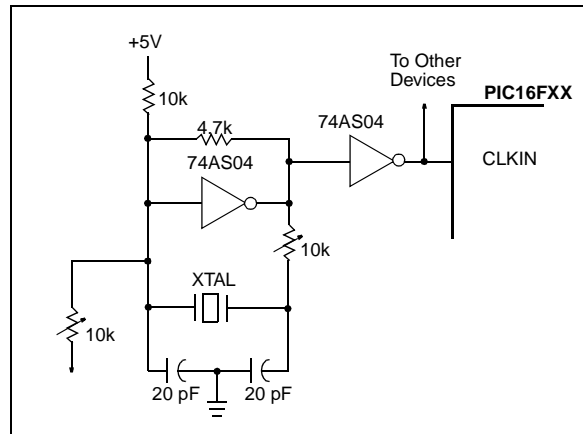 +5V
10k
4.7k
74AS04
74AS04
To Other
Devices
PIC16FXX
CLKIN
10k
XTAL
10k
20 pF
20 pF